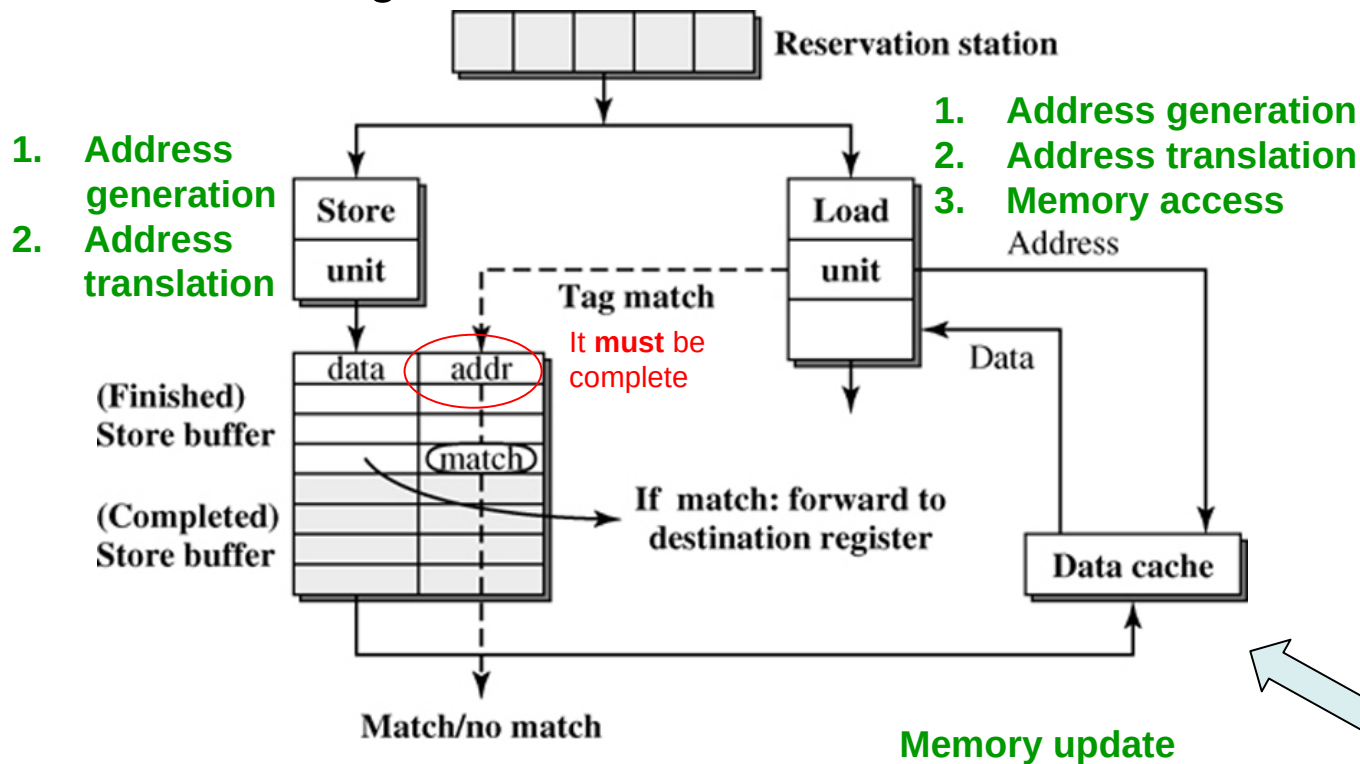 Reservation station
1. Address generation
2. Address translation
3. Memory access
1. Address
generation
2. Address
translation
Store
unit
Load
unit
Address
Tag match
It must be
complete
Data
data addr
(Finished)
Store buffer
match
(Completed)
Store buffer
If match: forward to
destination register
Data cache
Match/no match
Memory update